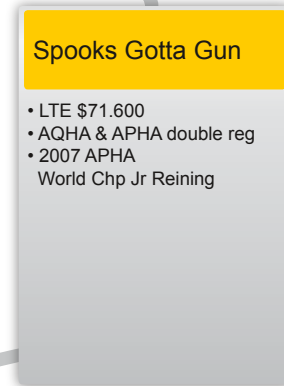 Spooks Gotta Gun
• LTE $71.600
• AQHA & APHA double reg
• 2007 APHA
World Chp Jr Reining